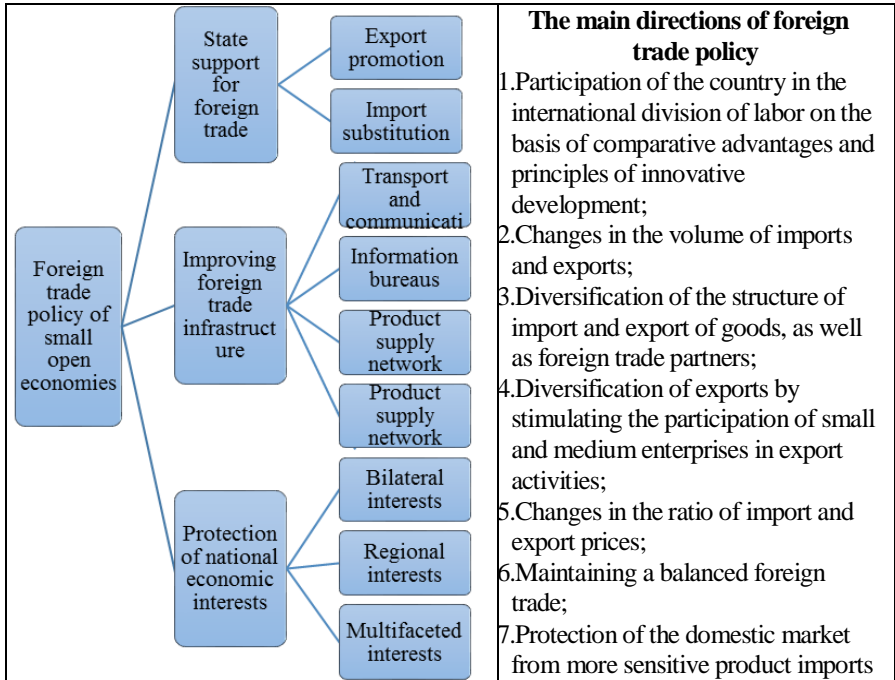 Foreign
trade
policy of
small
open
economies
State
support
for
foreign
trade
Export
promotion
Import
substitution
Improving
foreign
trade
infrastruct
ure
Transport
and
communicati
Information
bureaus
Product
supply
network
Product
supply
network
Protection
of national
economic
interests
Bilateral
interests
Regional
interests
Multifaceted
interests
The main directions of foreign
trade policy
1.Participation of the country in the
international division of labor on the
basis of comparative advantages and
principles of innovative
development;
2.Changes in the volume of imports
and exports;
3.Diversification of the structure of
import and export of goods, as well
as foreign trade partners;
4.Diversification of exports by
stimulating the participation of small
and medium enterprises in export
activities;
5.Changes in the ratio of import and
export prices;
6.Maintaining a balanced foreign
trade;
7.Protection of the domestic market
from more sensitive product imports